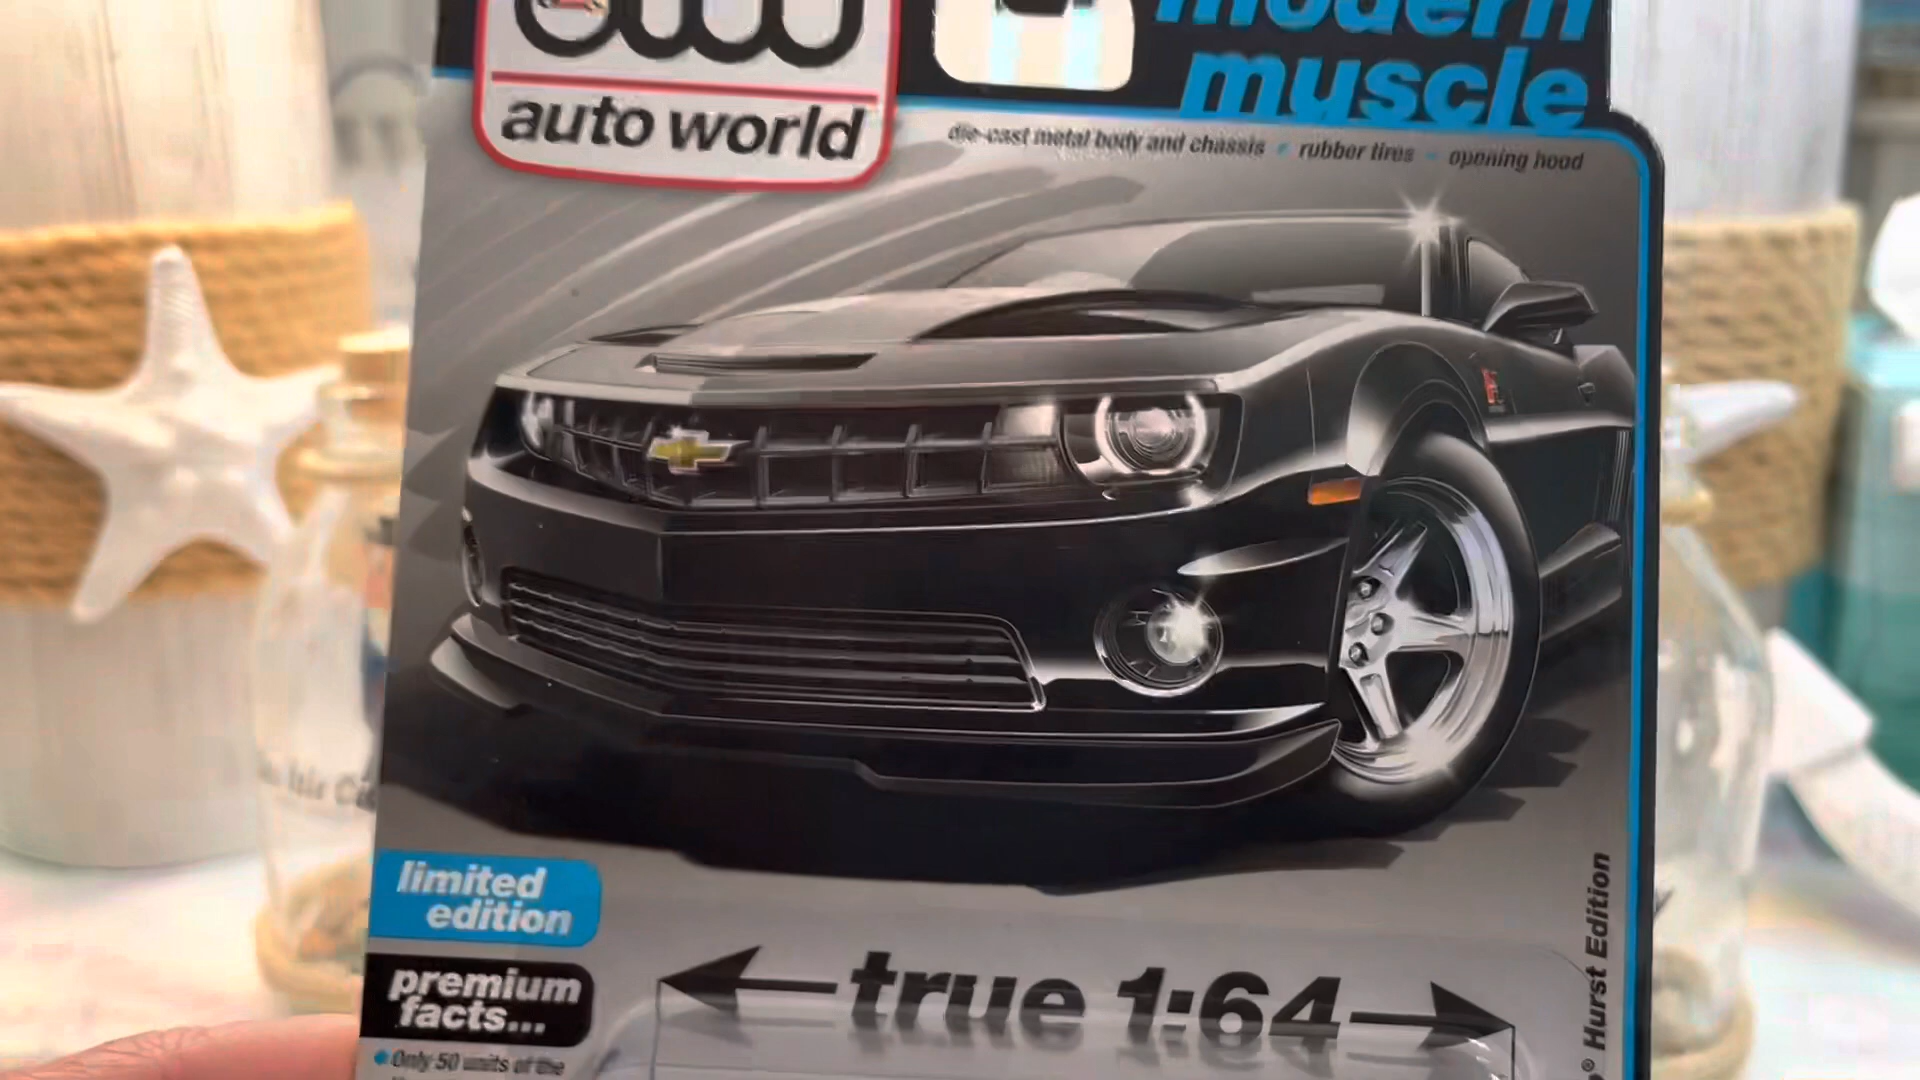 modern
muscle
auto world
die-cast metal body and chassis • rubber tires • opening hood
limited
edition
premium
facts...
true 1:64
• Only 50 units of the
® Hurst Edition